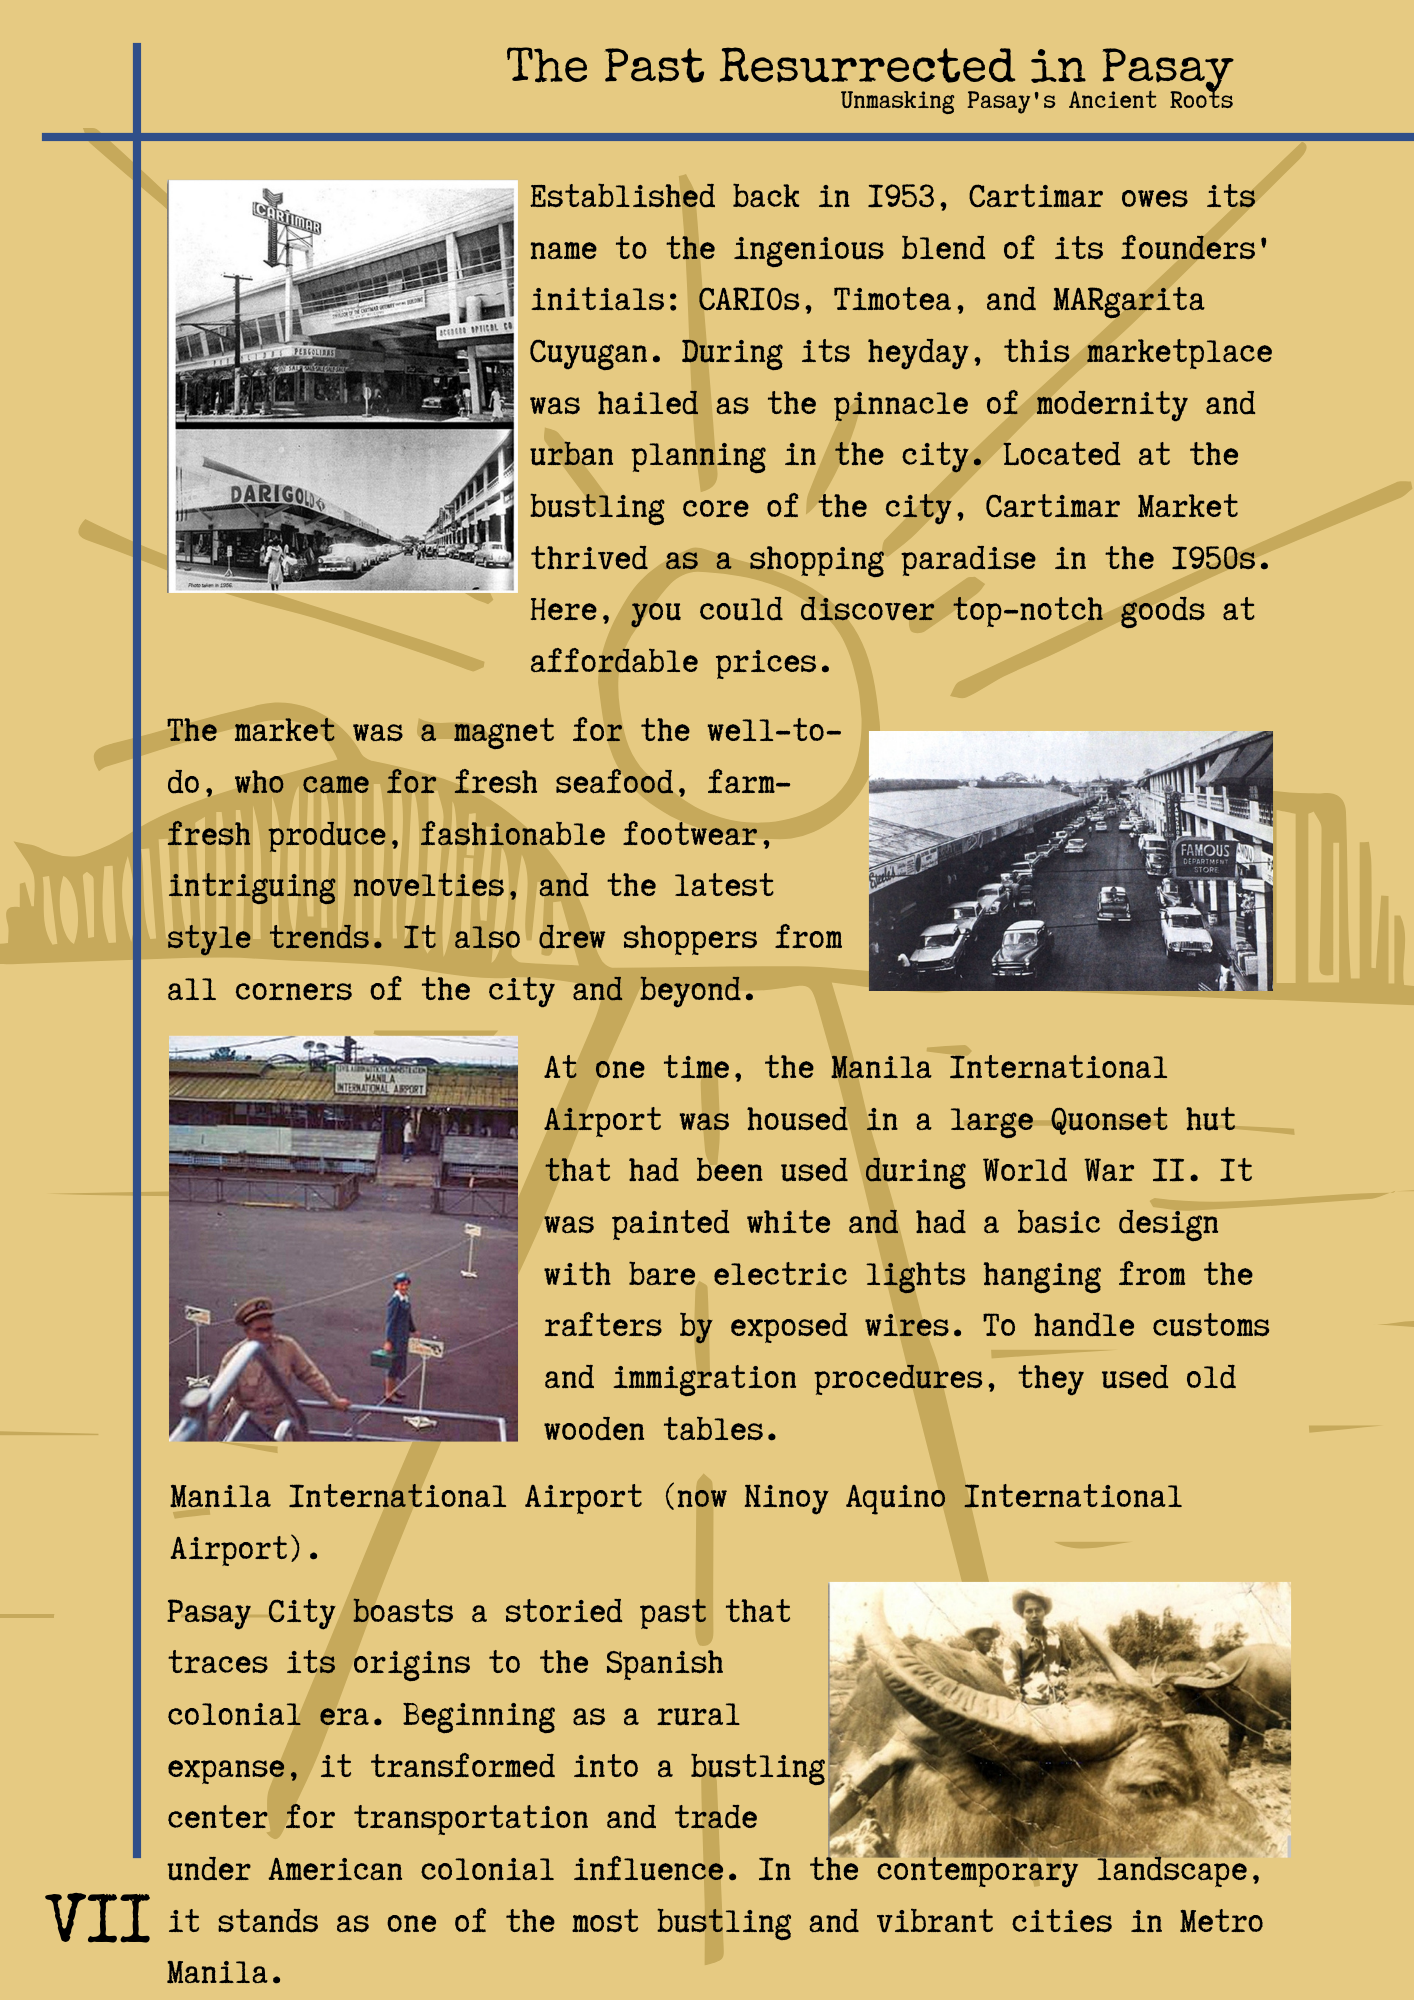 The Past Resurrected in Pasay
Unmasking Pasay's Ancient Roots
CARTIMAR
PERGOLINAS
OPTICAL CO
DARIGOLD
Photo taken in 1956.
Established back in I953, Cartimar owes its
name to the ingenious blend of its founders'
initials: CARIOs, Timotea, and MARgarita
Cuyugan. During its heyday, this marketplace
was hailed as the pinnacle of modernity and
urban planning in the city. Located at the
bustling core of the city, Cartimar Market
thrived as a shopping paradise in the I950s.
Here, you could discover top-notch goods at
affordable prices.
The market was a magnet for the well-to-
do, who came for fresh seafood, farm-
fresh produce, fashionable footwear,
intriguing novelties, and the latest
style trends. It also drew shoppers from
all corners of the city and beyond.
FAMOUS
DEPARTMENT
STORE
CIVIL AERONAUTICS ADMINISTRATION
MANILA
INTERNATIONAL AIRPORT
At one time, the Manila International
Airport was housed in a large Quonset hut
that had been used during World War II. It
was painted white and had a basic design
with bare electric lights hanging from the
rafters by exposed wires. To handle customs
and immigration procedures, they used old
wooden tables.
Manila International Airport (now Ninoy Aquino International
Airport).
Pasay City boasts a storied past that
traces its origins to the Spanish
colonial era. Beginning as a rural
expanse, it transformed into a bustling
center for transportation and trade
under American colonial influence. In the contemporary landscape,
it stands as one of the most bustling and vibrant cities in Metro
Manila.
VII